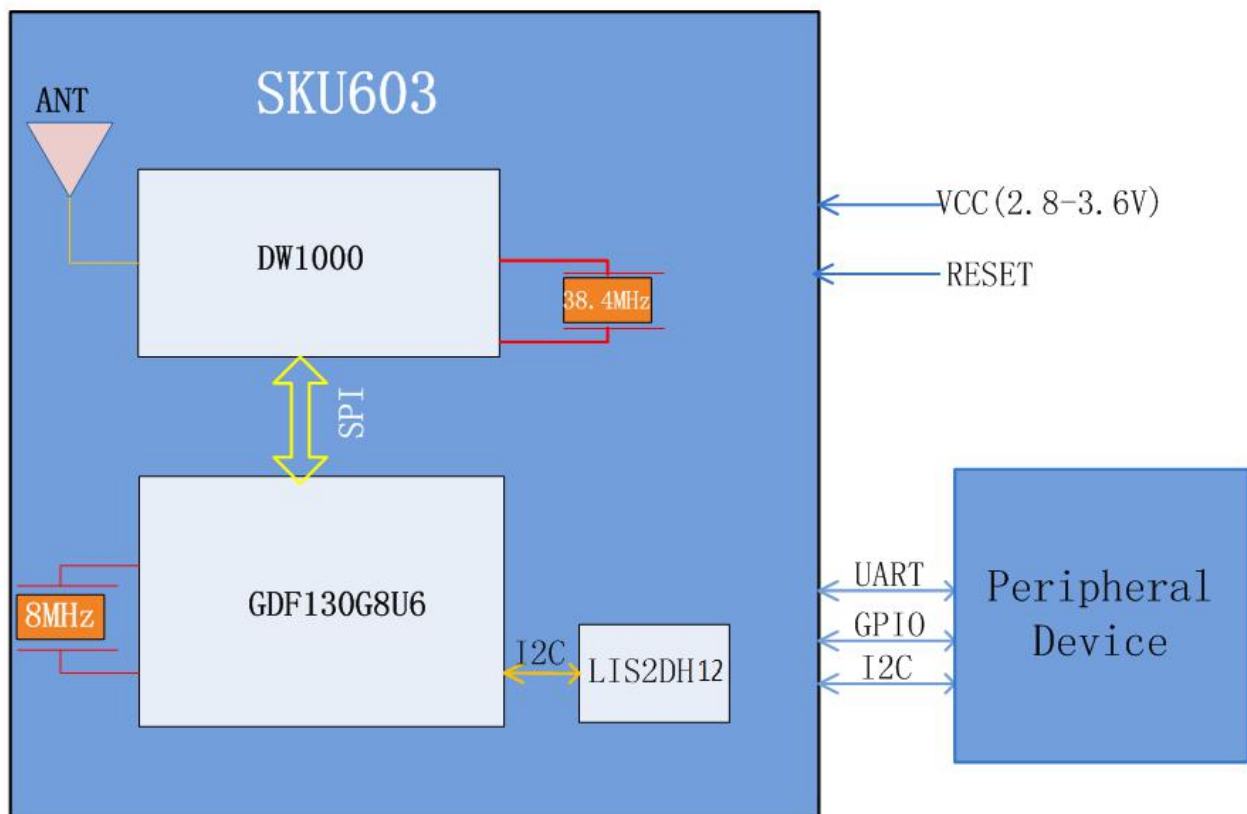 SKU603
ANT
VCC(2.8-3.6V)
DW1000
RESET
38.4MHz
SPI
UART
Peripheral
Device
GDF130G8U6
8MHz
GPIO
I2C
I2C
LIS2DH12